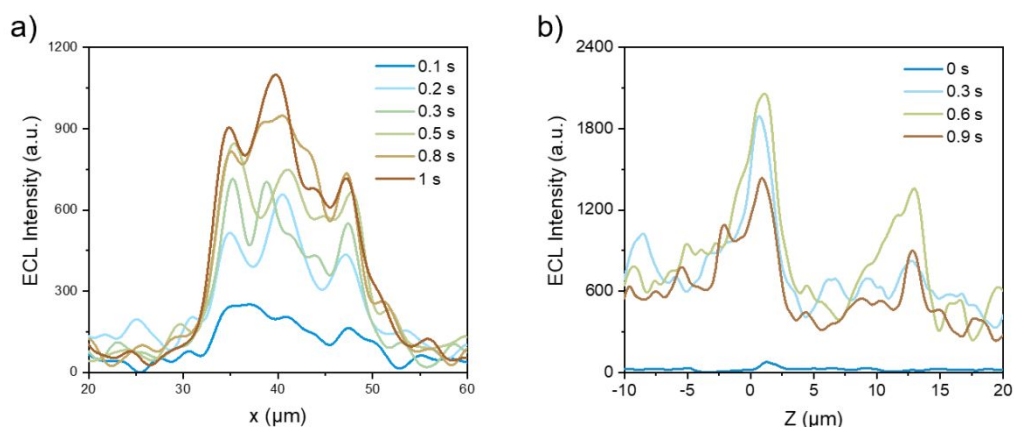 a)
1200
900
600
300
0
20
30
40
50
60
ECL Intensity (a.u.)
x (μm)
0.1 s
0.2 s
0.3 s
0.5 s
0.8 s
1 s
b)
2400
1800
1200
600
0
-10
-5
0
5
10
15
20
ECL Intensity (a.u.)
Z (μm)
0 s
0.3 s
0.6 s
0.9 s